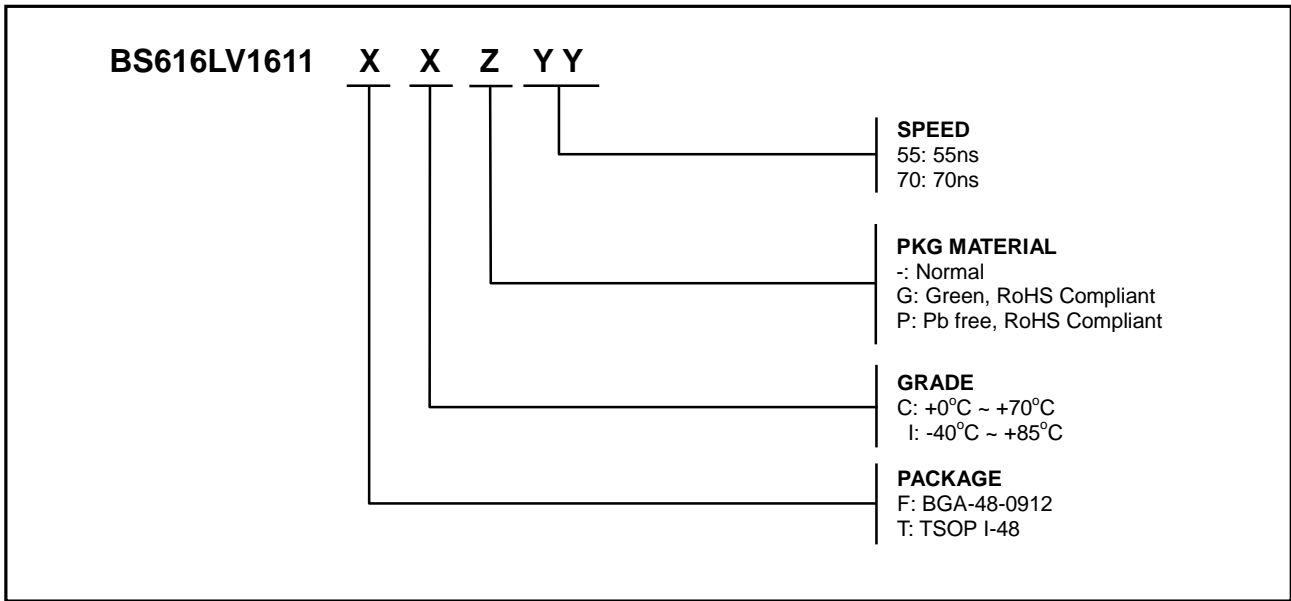 BS616LV1611 X X Z Y Y
SPEED
55: 55ns
70: 70ns
PKG MATERIAL
-: Normal
G: Green, RoHS Compliant
P: Pb free, RoHS Compliant
GRADE
C: +0°C ~ +70°C
I: -40°C ~ +85°C
PACKAGE
F: BGA-48-0912
T: TSOP I-48